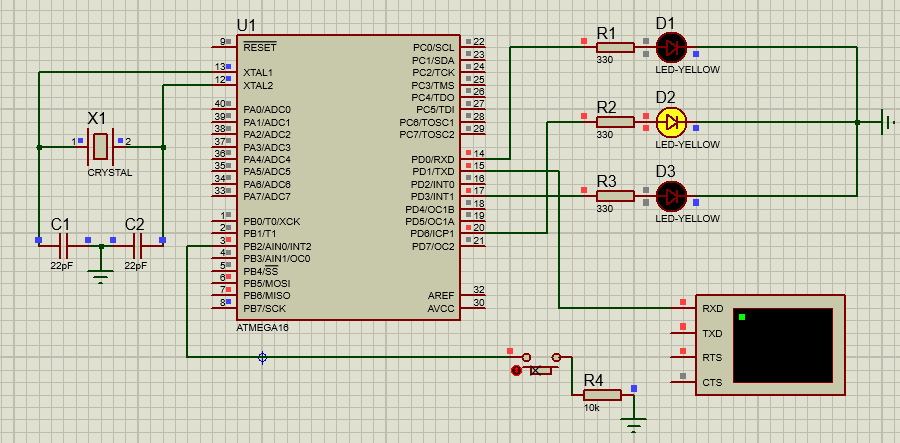 U1
9 RESET
13 XTAL1
12 XTAL2
40 PA0/ADC0
39 PA1/ADC1
38 PA2/ADC2
37 PA3/ADC3
36 PA4/ADC4
35 PA5/ADC5
34 PA6/ADC6
33 PA7/ADC7
1 PB0/T0/XCK
2 PB1/T1
3 PB2/AIN0/INT2
4 PB3/AIN1/OC0
5 PB4/SS
6 PB5/MOSI
7 PB6/MISO
8 PB7/SCK
PC0/SCL 22
PC1/SDA 23
PC2/TCK 24
PC3/TMS 25
PC4/TDO 26
PC5/TDI 27
PC6/TOSC1 28
PC7/TOSC2 29
PD0/RXD 14
PD1/TXD 15
PD2/INT0 16
PD3/INT1 17
PD4/OC1B 18
PD5/OC1A 19
PD6/ICP1 20
PD7/OC2 21
AREF 32
AVCC 30
ATMEGA16
X1
1 2
CRYSTAL
C1
22pF
C2
22pF
R1
330
D1
LED-YELLOW
R2
330
D2
LED-YELLOW
R3
330
D3
LED-YELLOW
RXD
TXD
RTS
CTS
R4
10k